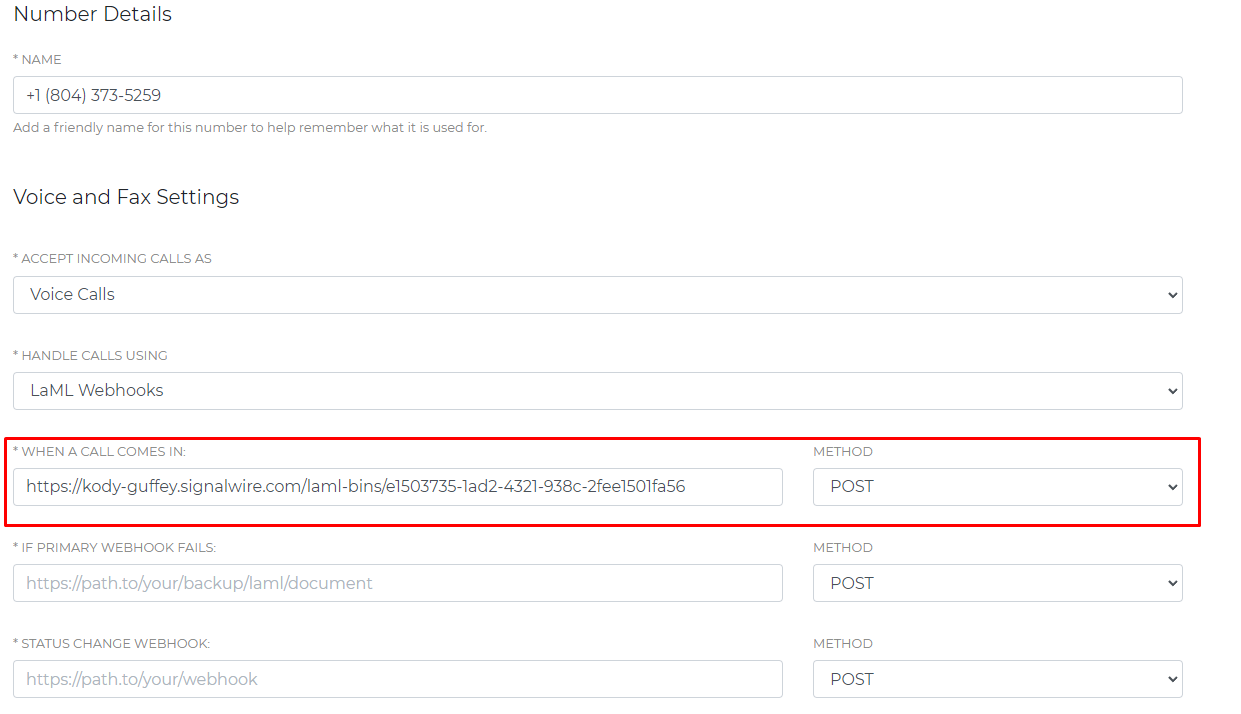 Number Details
* NAME
+1 (804) 373-5259
Add a friendly name for this number to help remember what it is used for.
Voice and Fax Settings
* ACCEPT INCOMING CALLS AS
Voice Calls
* HANDLE CALLS USING
LaML Webhooks
* WHEN A CALL COMES IN: METHOD
https://kody-guffey.signalwire.com/laml-bins/e1503735-1ad2-4321-938c-2fee1501fa56 POST
* IF PRIMARY WEBHOOK FAILS: METHOD
https://path.to/your/backup/laml/document POST
* STATUS CHANGE WEBHOOK: METHOD
https://path.to/your/webhook POST